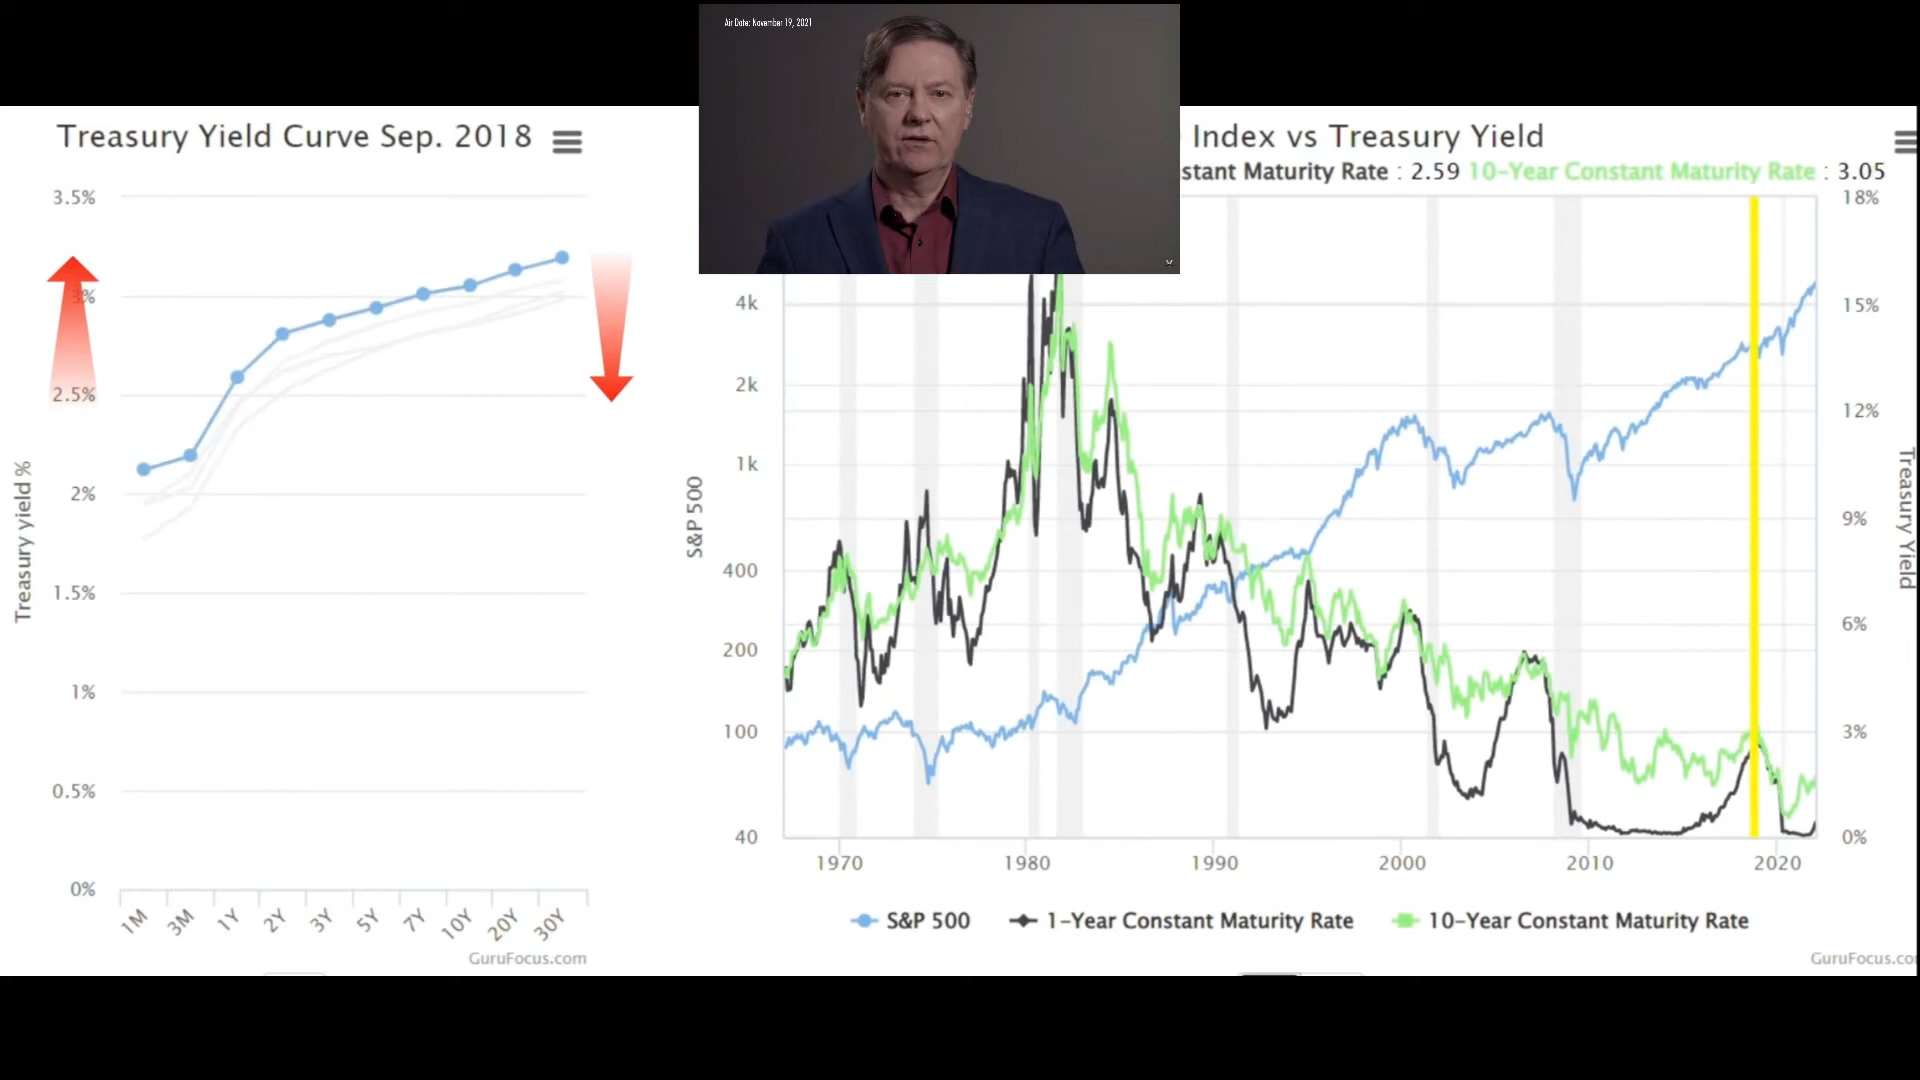 Air Date: November 19, 2021
Treasury Yield Curve Sep. 2018
Index vs Treasury Yield
stant Maturity Rate : 2.59 10-Year Constant Maturity Rate : 3.05
3.5%
3%
2.5%
2%
1.5%
1%
0.5%
0%
Treasury yield %
1M
3M
1Y
2Y
3Y
5Y
7Y
10Y
20Y
30Y
GuruFocus.com
S&P 500
4k
2k
1k
400
200
100
40
18%
15%
12%
9%
6%
3%
0%
Treasury Yield
1970
1980
1990
2000
2010
2020
S&P 500
1-Year Constant Maturity Rate
10-Year Constant Maturity Rate
GuruFocus.co